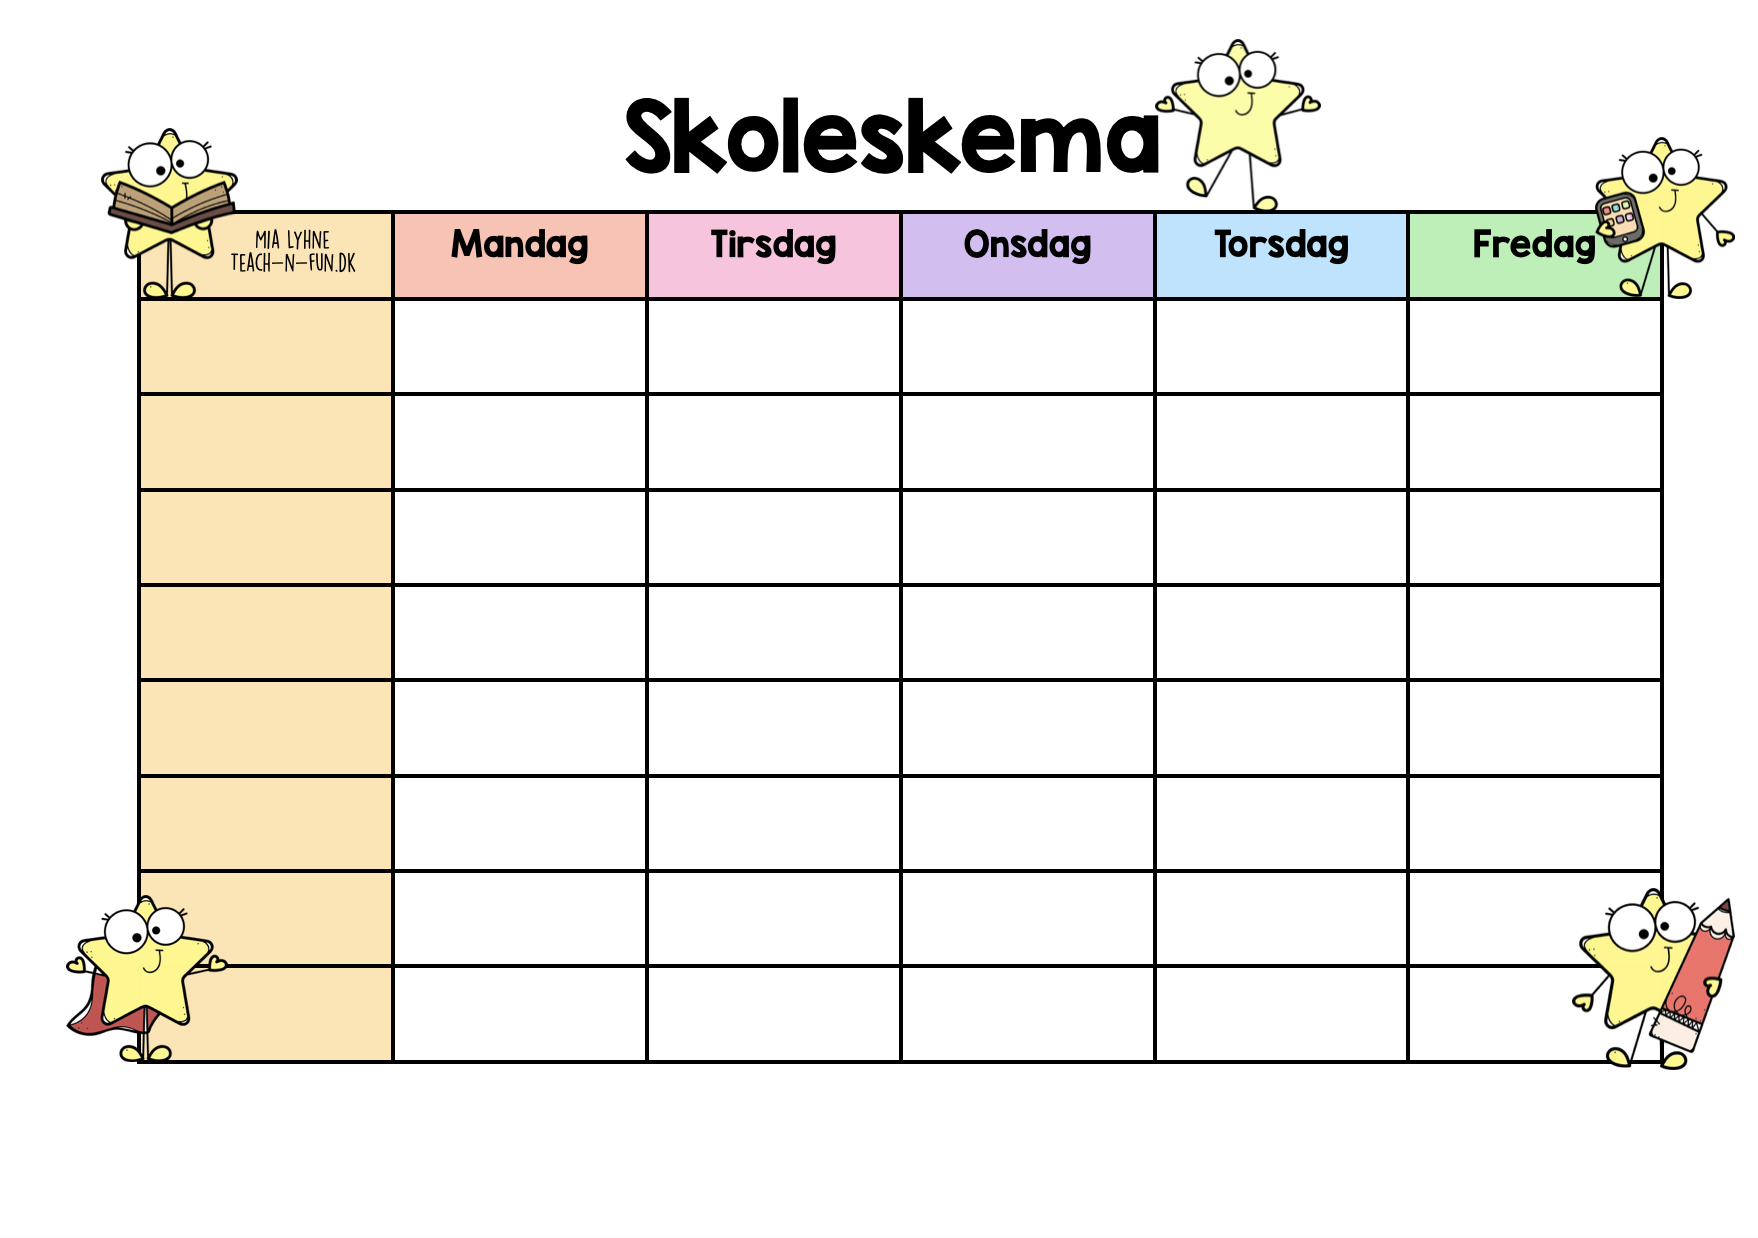 Skoleskema
MIA LYHNE
TEACH-N-FUN.DK
Mandag
Tirsdag
Onsdag
Torsdag
Fredag